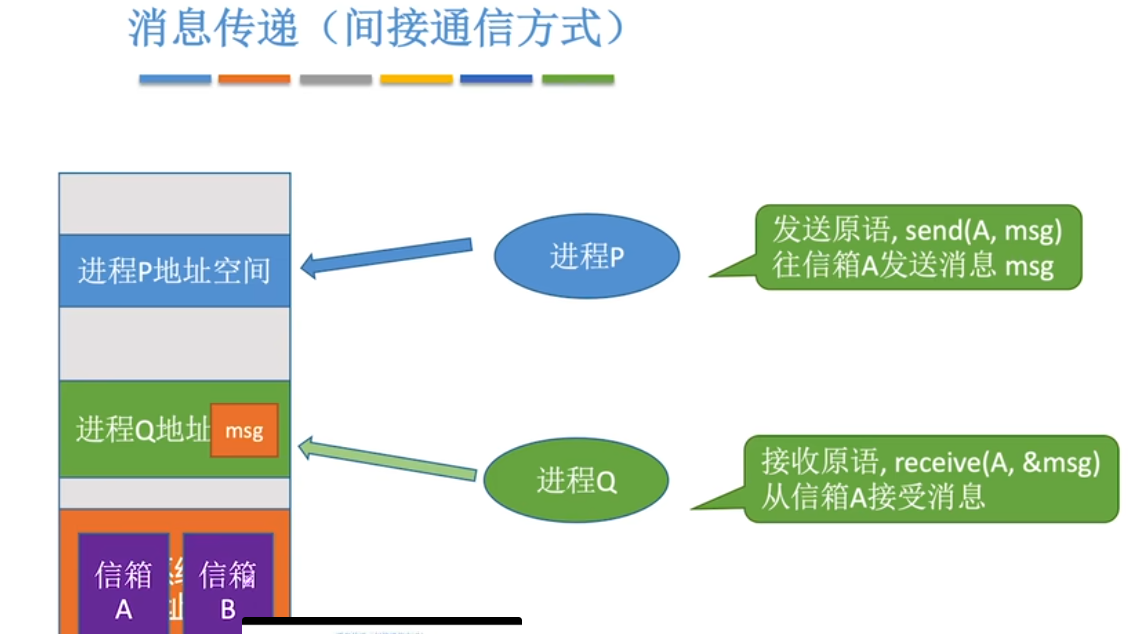 消息传递（间接通信方式）
进程P地址空间
进程P
发送原语, send(A, msg)
往信箱A发送消息 msg
进程Q地址
msg
进程Q
接收原语, receive(A, &msg)
从信箱A接受消息
信箱
A
信箱
B